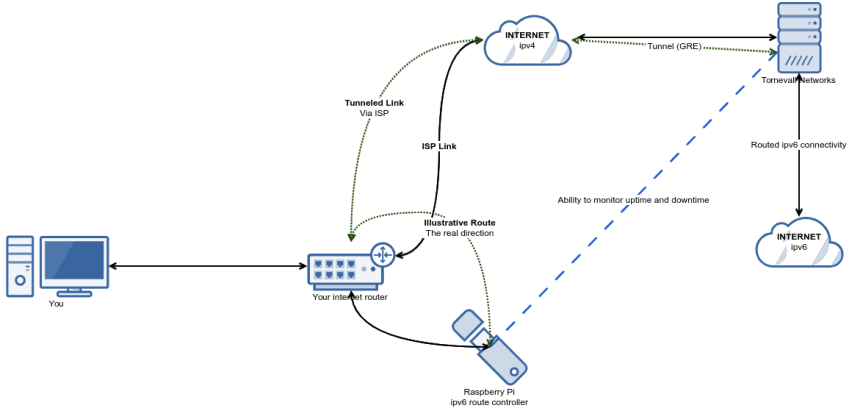 INTERNET
ipv4
Tunnel (GRE)
Tornevall Networks
Tunneled Link
Via ISP
ISP Link
Routed ipv6 connectivity
Ability to monitor uptime and downtime
Illustrative Route
The real direction
INTERNET
ipv6
You
Your internet router
Raspberry Pi
ipv6 route controller